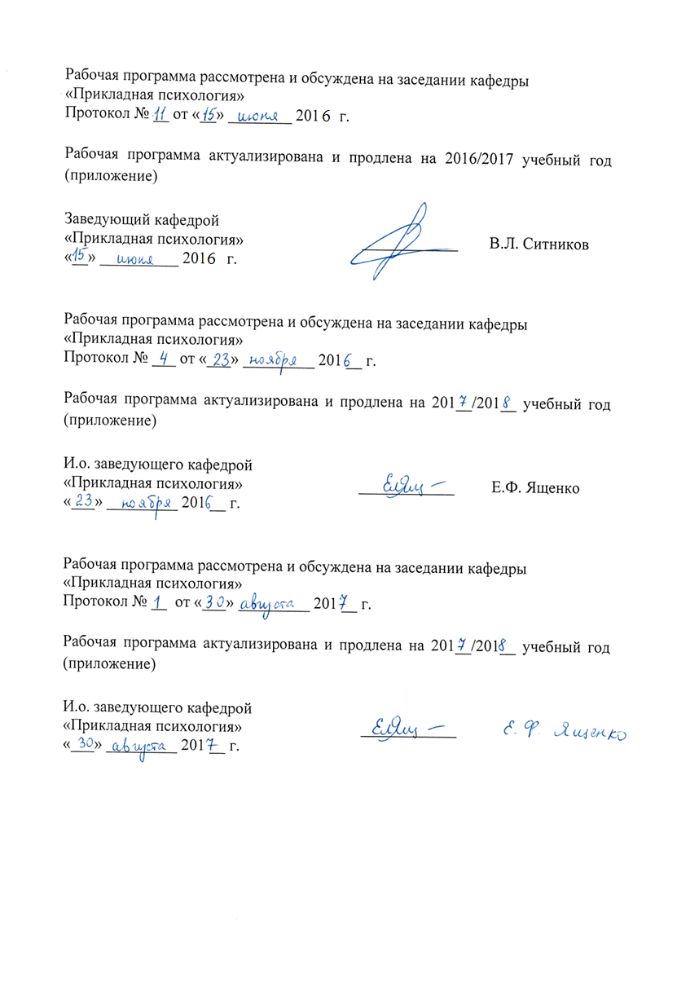 Рабочая программа рассмотрена и обсуждена на заседании кафедры
«Прикладная психология»
Протокол № 11 от «15» июня 2016 г.
Рабочая программа актуализирована и продлена на 2016/2017 учебный год
(приложение)
Заведующий кафедрой
«Прикладная психология» В.Л. Ситников
«15» июня 2016 г.
Рабочая программа рассмотрена и обсуждена на заседании кафедры
«Прикладная психология»
Протокол № 4 от «23» ноября 2016 г.
Рабочая программа актуализирована и продлена на 2017/2018 учебный год
(приложение)
И.о. заведующего кафедрой
«Прикладная психология» Е.Ф. Ященко
«23» ноября 2016 г.
Рабочая программа рассмотрена и обсуждена на заседании кафедры
«Прикладная психология»
Протокол № 1 от «30» августа 2017 г.
Рабочая программа актуализирована и продлена на 2017/2018 учебный год
(приложение)
И.о. заведующего кафедрой
«Прикладная психология» Е. Ф. Ященко
«30» августа 2017 г.